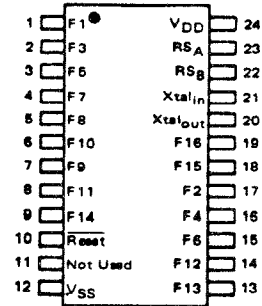 1 F1 VDD 24
2 F3 RSA 23
3 F5 RSB 22
4 F7 Xtalin 21
5 F8 Xtalout 20
6 F10 F16 19
7 F9 F15 18
8 F11 F2 17
9 F14 F4 16
10 Reset F6 15
11 Not Used F12 14
12 VSS F13 13